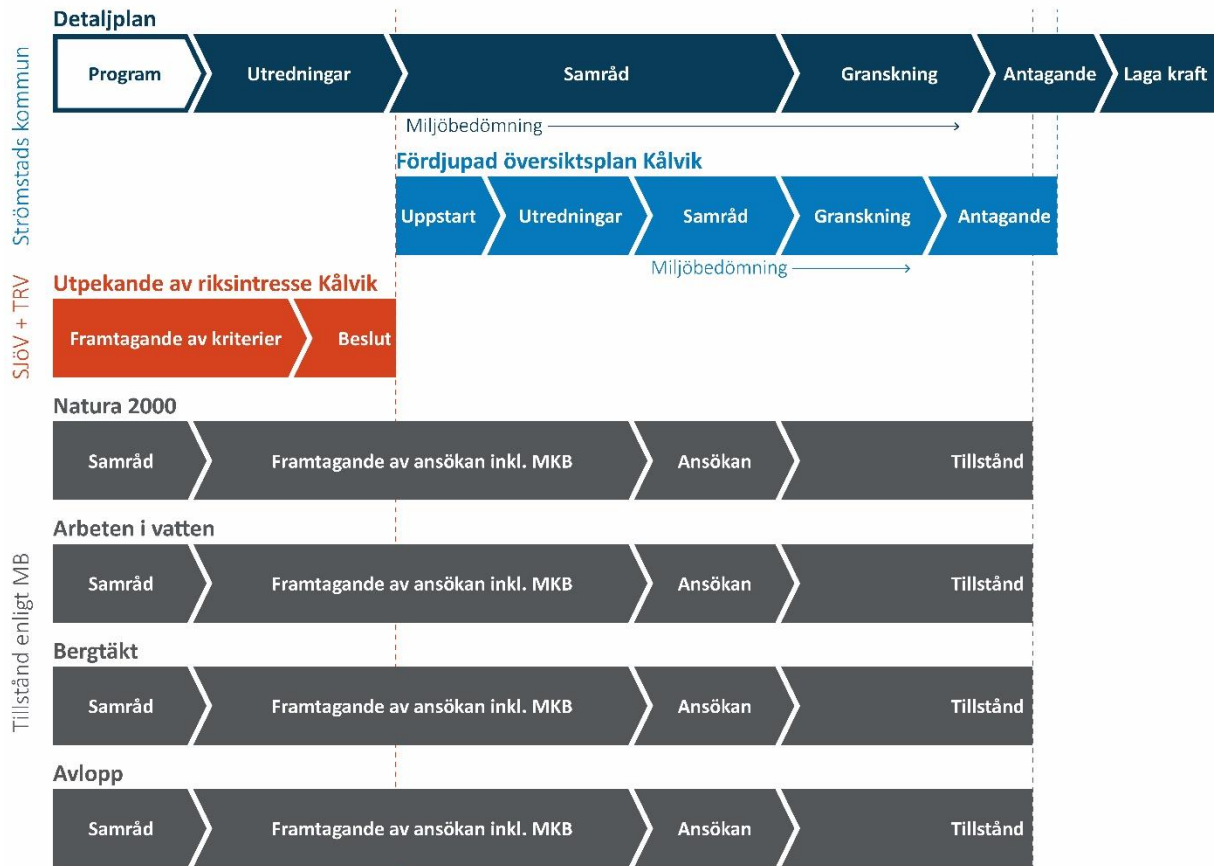 Detaljplan
Strömstads kommun
Program
Utredningar
Samråd
Granskning
Antagande
Laga kraft
Miljöbedömning
Fördjupad översiktsplan Kålvik
Uppstart
Utredningar
Samråd
Granskning
Antagande
Miljöbedömning
SJöV + TRV
Utpekande av riksintresse Kålvik
Framtagande av kriterier
Beslut
Tillstånd enligt MB
Natura 2000
Samråd
Framtagande av ansökan inkl. MKB
Ansökan
Tillstånd
Arbeten i vatten
Samråd
Framtagande av ansökan inkl. MKB
Ansökan
Tillstånd
Bergtäkt
Samråd
Framtagande av ansökan inkl. MKB
Ansökan
Tillstånd
Avlopp
Samråd
Framtagande av ansökan inkl. MKB
Ansökan
Tillstånd